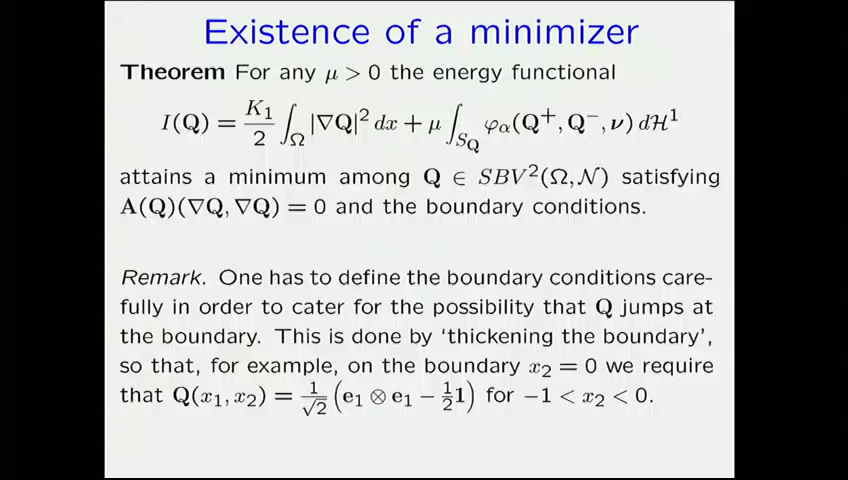 Existence of a minimizer
Theorem For any μ > 0 the energy functional
I(Q) = K₁/2 ∫_Ω |∇Q|² dx + μ ∫_{S_Q} φ_α(Q⁺, Q⁻, ν) dℋ¹
attains a minimum among Q ∈ SBV²(Ω, 𝒩) satisfying
A(Q)(∇Q, ∇Q) = 0 and the boundary conditions.
Remark. One has to define the boundary conditions care-
fully in order to cater for the possibility that Q jumps at
the boundary. This is done by ‘thickening the boundary’,
so that, for example, on the boundary x₂ = 0 we require
that Q(x₁, x₂) = 1/√2 (e₁ ⊗ e₁ − ½1) for −1 < x₂ < 0.